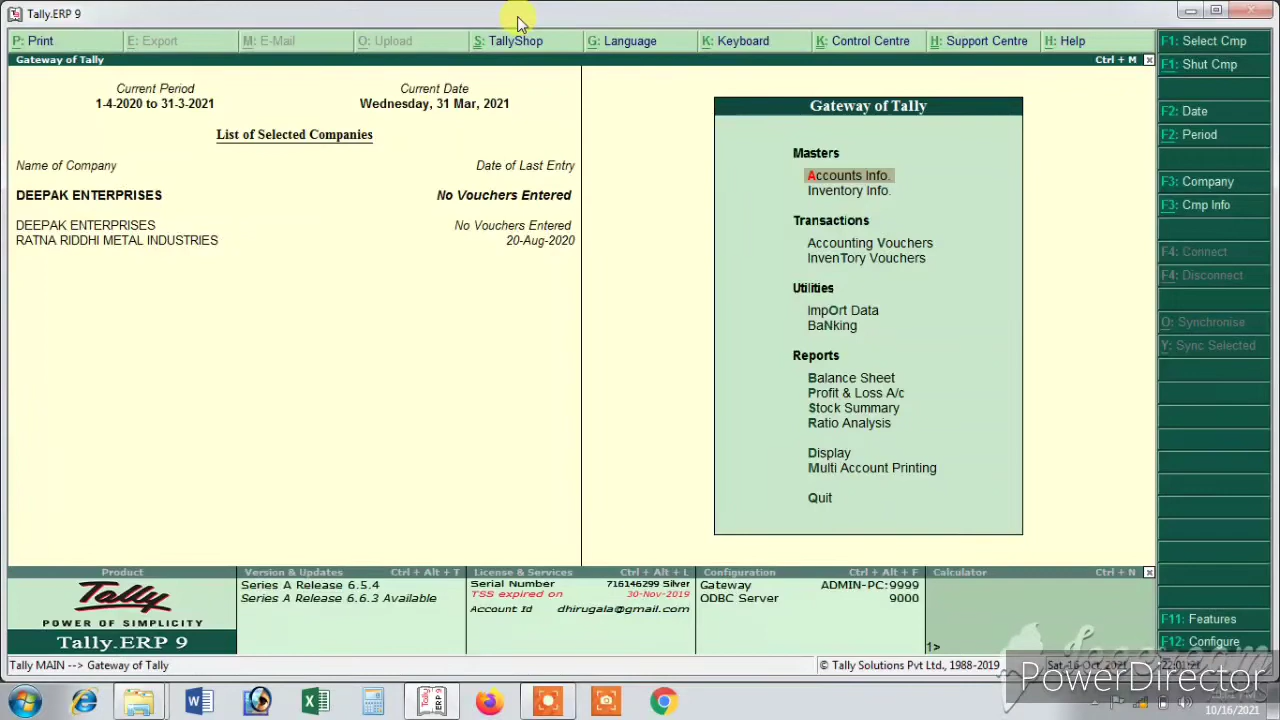 Tally.ERP 9
P: Print E: Export M: E-Mail O: Upload S: TallyShop G: Language K: Keyboard K: Control Centre H: Support Centre H: Help
Gateway of Tally Ctrl + M
Current Period Current Date
1-4-2020 to 31-3-2021 Wednesday, 31 Mar, 2021
List of Selected Companies
Name of Company Date of Last Entry
DEEPAK ENTERPRISES No Vouchers Entered
DEEPAK ENTERPRISES No Vouchers Entered
RATNA RIDDHI METAL INDUSTRIES 20-Aug-2020
Gateway of Tally
Masters
Accounts Info.
Inventory Info.
Transactions
Accounting Vouchers
InvenTory Vouchers
Utilities
ImpOrt Data
BaNking
Reports
Balance Sheet
Profit & Loss A/c
Stock Summary
Ratio Analysis
Display
Multi Account Printing
Quit
F1: Select Cmp
F1: Shut Cmp
F2: Date
F2: Period
F3: Company
F3: Cmp Info
F4: Connect
F4: Disconnect
O: Synchronise
Y: Sync Selected
F11: Features
F12: Configure
Product
Tally
POWER OF SIMPLICITY
Tally.ERP 9
Version & Updates Ctrl + Alt + T
Series A Release 6.5.4
Series A Release 6.6.3 Available
License & Services Ctrl + Alt + L
Serial Number 716146299 Silver
TSS expired on 30-Nov-2019
Account Id dhirugala@gmail.com
Configuration Ctrl + Alt + F
Gateway ADMIN-PC:9999
ODBC Server 9000
Calculator Ctrl + N
1>
Tally MAIN --> Gateway of Tally © Tally Solutions Pvt Ltd., 1988-2019 Sat, 16 Oct, 2021
PowerDirector
10/16/2021